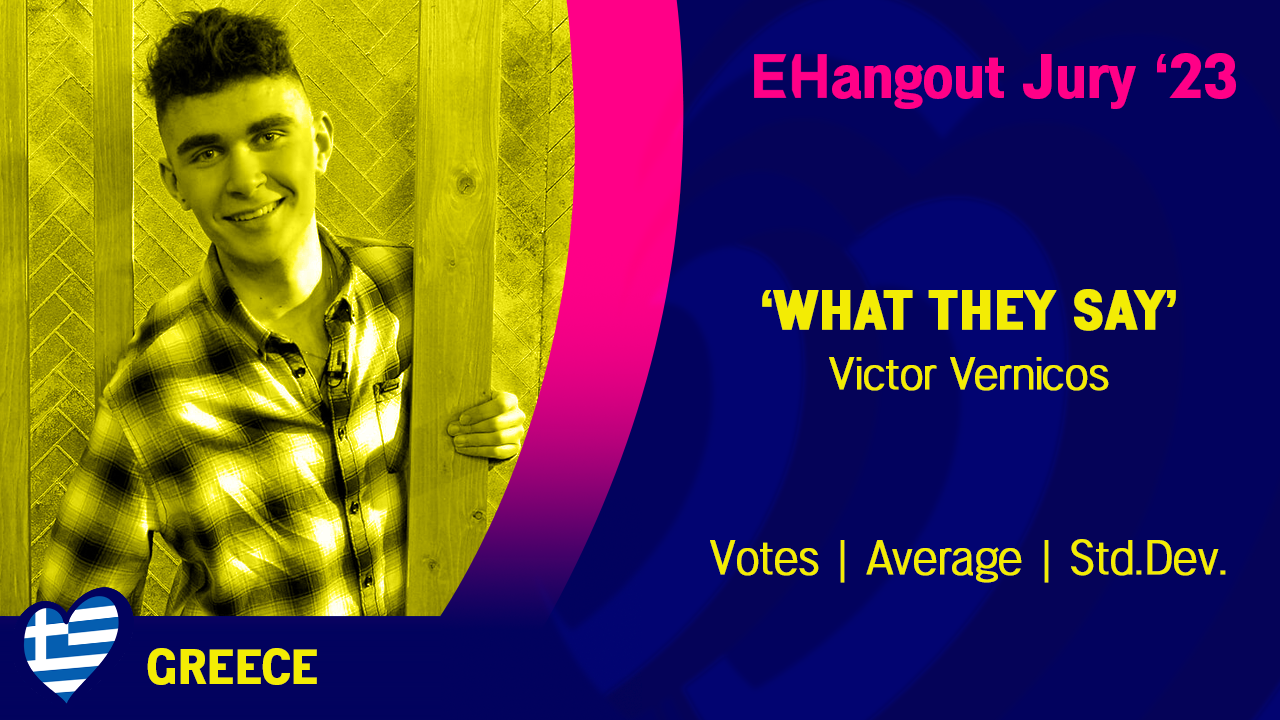 EHangout Jury ‘23
‘WHAT THEY SAY’
Victor Vernicos
Votes | Average | Std.Dev.
GREECE